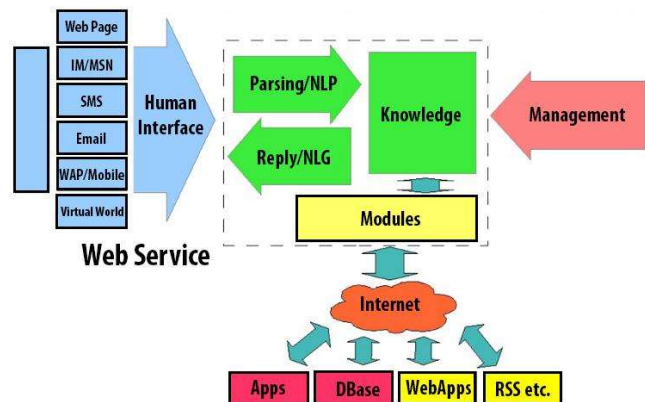 Web Page
IM/MSN
SMS
Email
WAP/Mobile
Virtual World
Human
Interface
Parsing/NLP
Reply/NLG
Knowledge
Management
Modules
Web Service
Internet
Apps
DBase
WebApps
RSS etc.